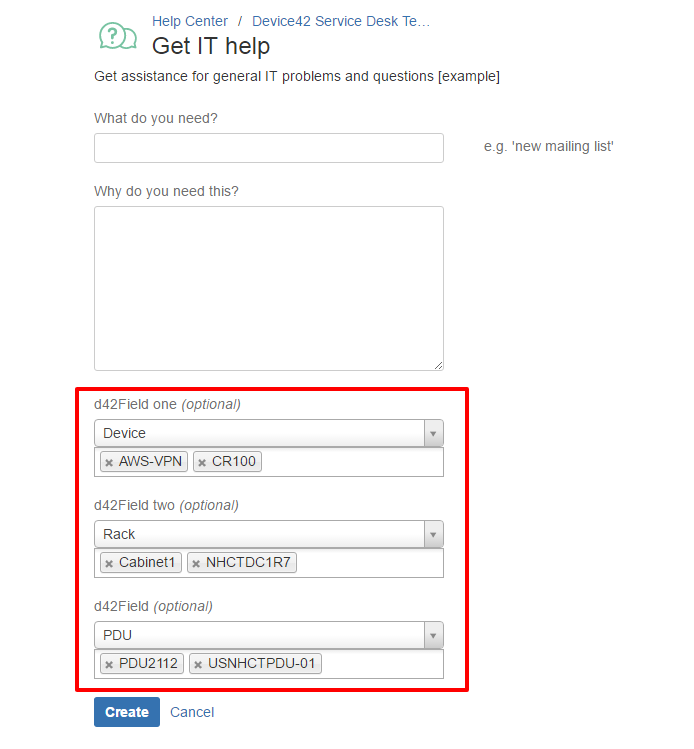 Help Center / Device42 Service Desk Te…
Get IT help
Get assistance for general IT problems and questions [example]
What do you need?
e.g. 'new mailing list'
Why do you need this?
d42Field one (optional)
Device
× AWS-VPN × CR100
d42Field two (optional)
Rack
× Cabinet1 × NHCTDC1R7
d42Field (optional)
PDU
× PDU2112 × USNHCTPDU-01
Create Cancel